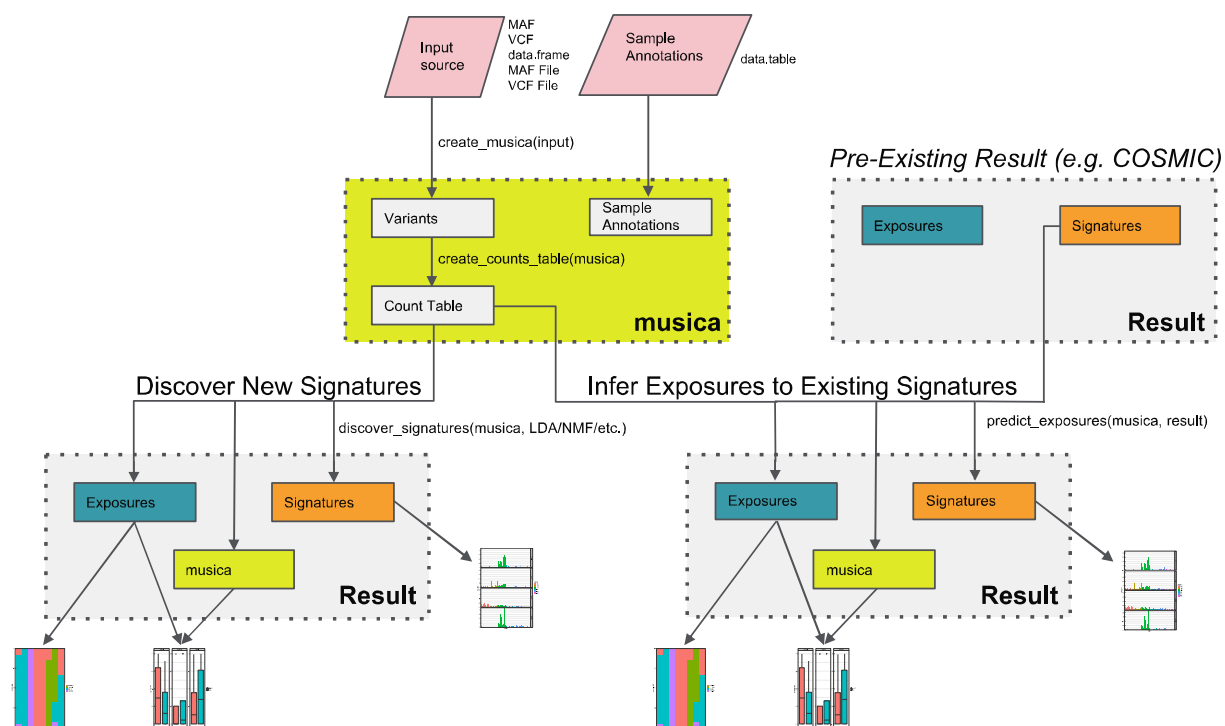 Input
source
MAF
VCF
data.frame
MAF File
VCF File
Sample
Annotations
data.table
create_musica(input)
Pre-Existing Result (e.g. COSMIC)
Variants
Sample
Annotations
create_counts_table(musica)
Count Table
musica
Exposures
Signatures
Result
Discover New Signatures
Infer Exposures to Existing Signatures
discover_signatures(musica, LDA/NMF/etc.)
predict_exposures(musica, result)
Exposures
Signatures
musica
Result
Exposures
Signatures
musica
Result